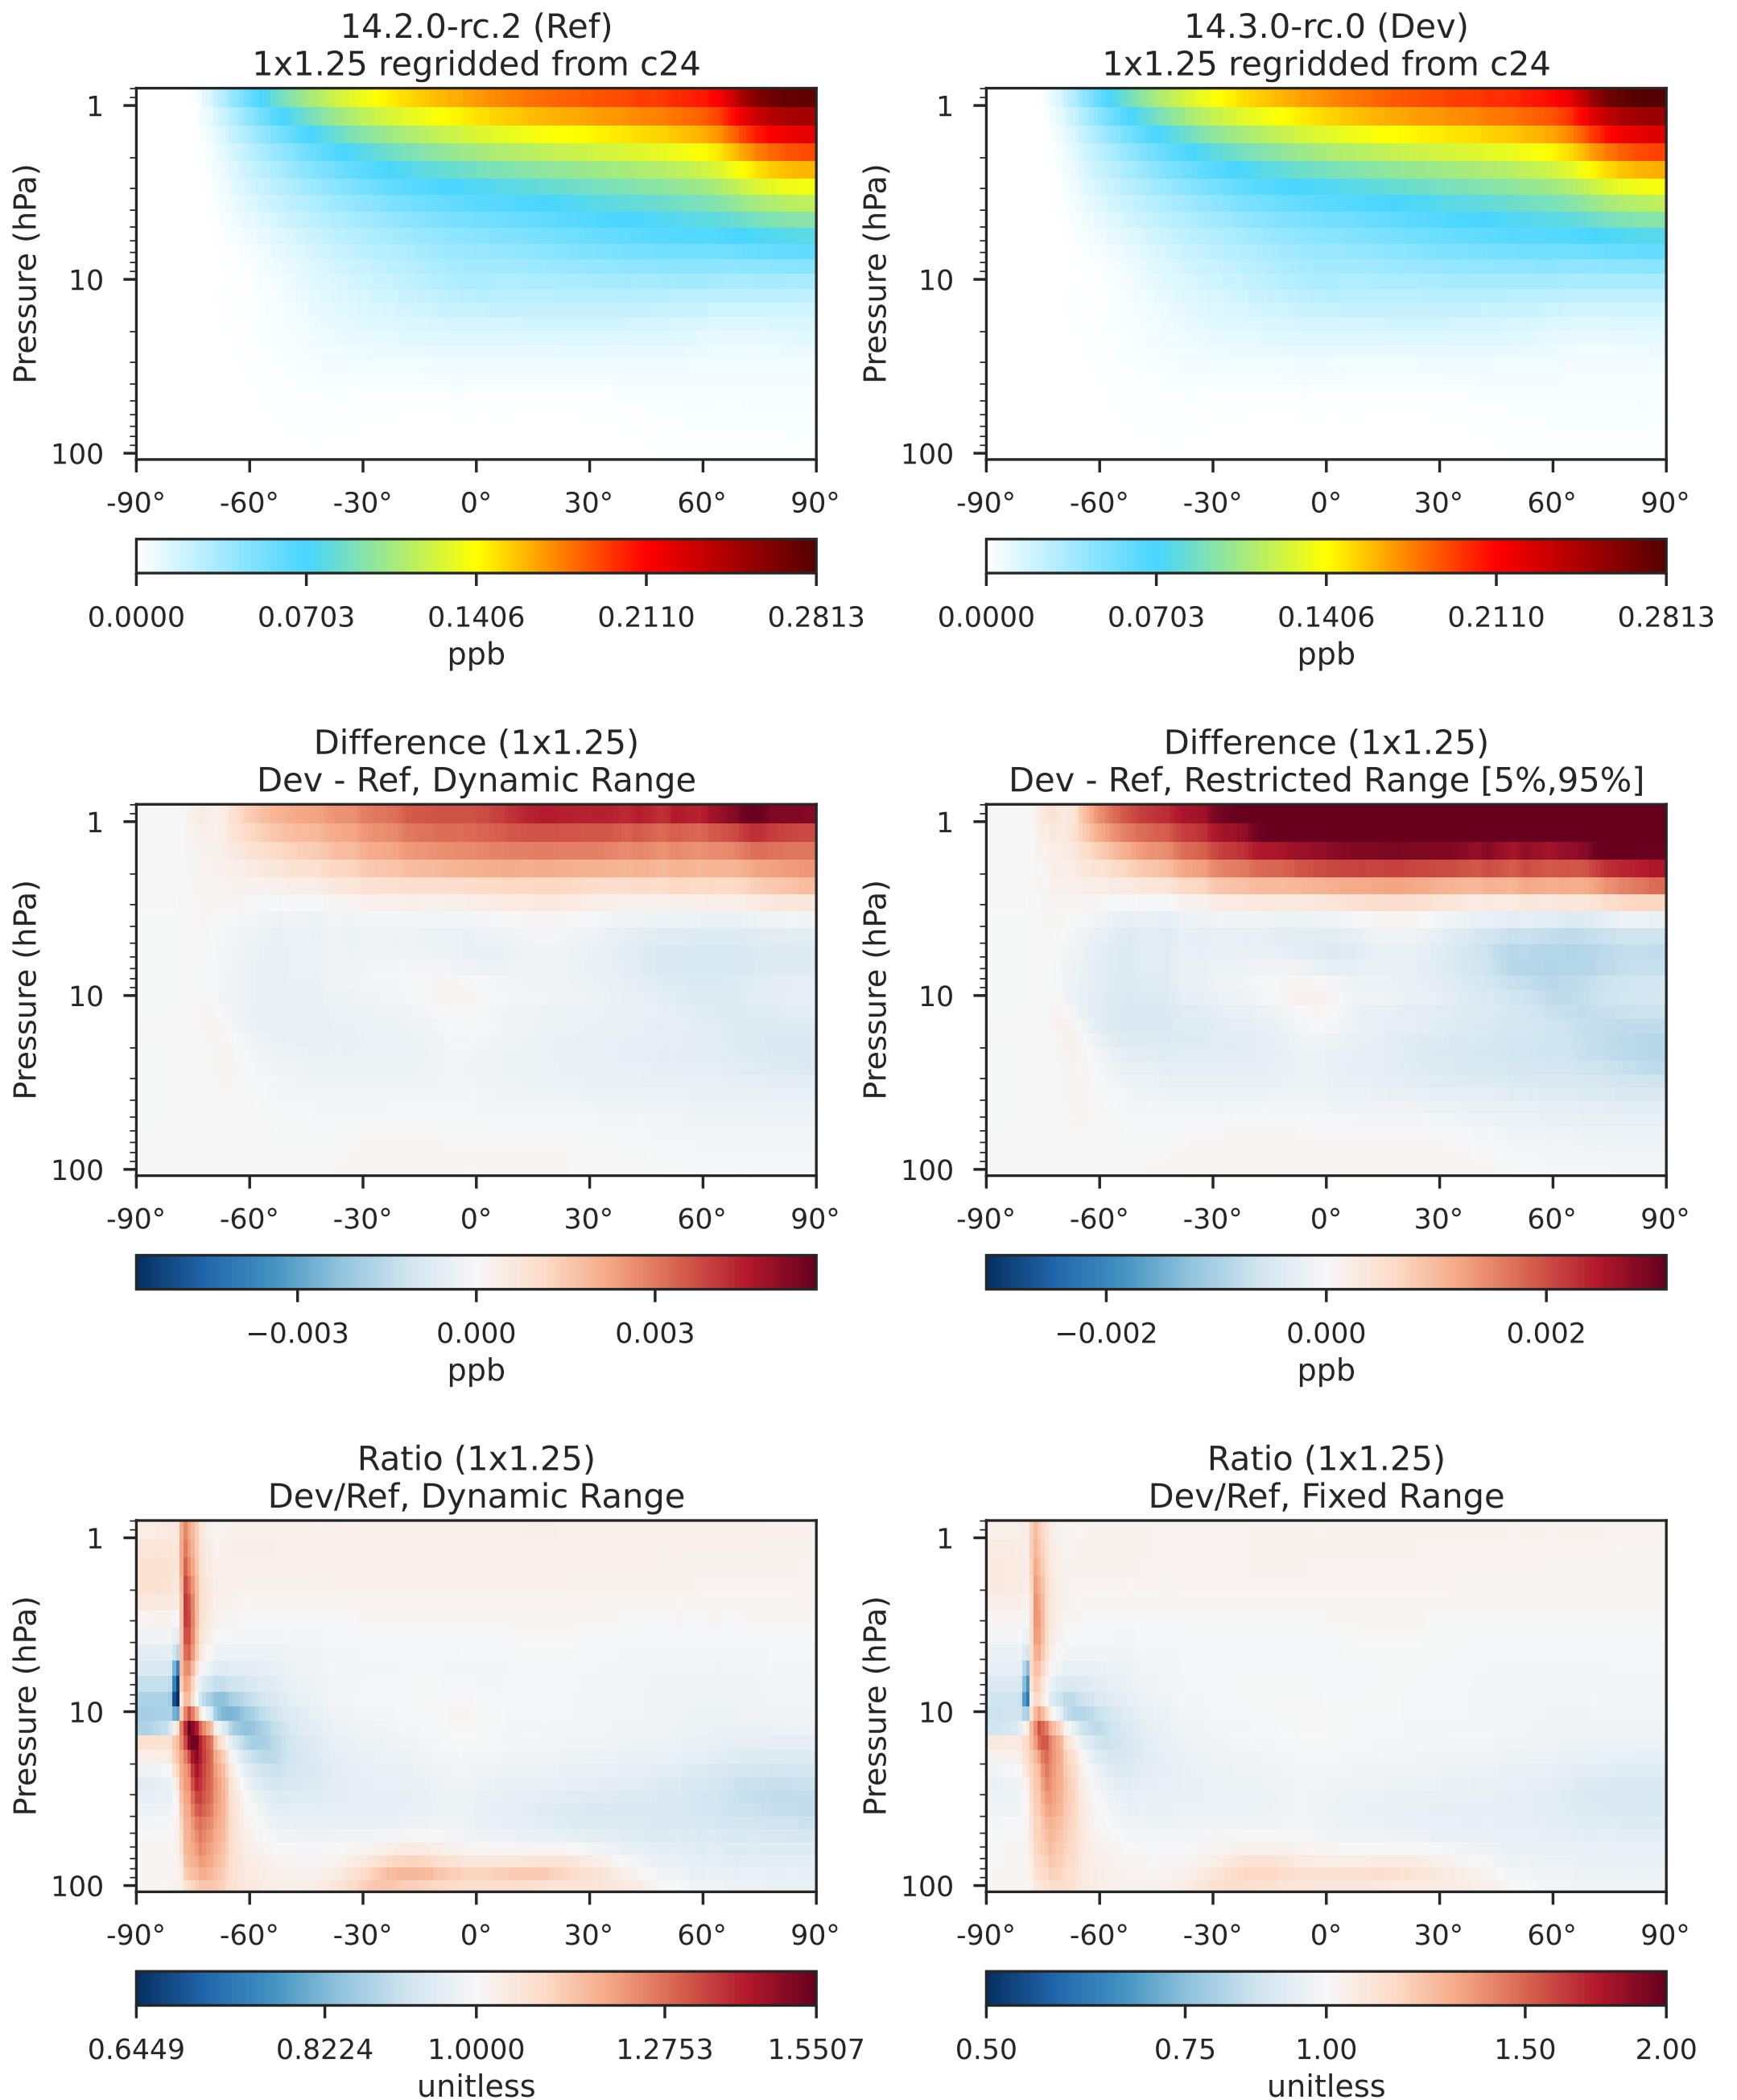 14.2.0-rc.2 (Ref)
1x1.25 regridded from c24
Pressure (hPa)
1
10
100
-90° -60° -30° 0° 30° 60° 90°
0.0000 0.0703 0.1406 0.2110 0.2813
ppb
14.3.0-rc.0 (Dev)
1x1.25 regridded from c24
Pressure (hPa)
1
10
100
-90° -60° -30° 0° 30° 60° 90°
0.0000 0.0703 0.1406 0.2110 0.2813
ppb
Difference (1x1.25)
Dev - Ref, Dynamic Range
Pressure (hPa)
1
10
100
-90° -60° -30° 0° 30° 60° 90°
−0.003 0.000 0.003
ppb
Difference (1x1.25)
Dev - Ref, Restricted Range [5%,95%]
Pressure (hPa)
1
10
100
-90° -60° -30° 0° 30° 60° 90°
−0.002 0.000 0.002
ppb
Ratio (1x1.25)
Dev/Ref, Dynamic Range
Pressure (hPa)
1
10
100
-90° -60° -30° 0° 30° 60° 90°
0.6449 0.8224 1.0000 1.2753 1.5507
unitless
Ratio (1x1.25)
Dev/Ref, Fixed Range
Pressure (hPa)
1
10
100
-90° -60° -30° 0° 30° 60° 90°
0.50 0.75 1.00 1.50 2.00
unitless